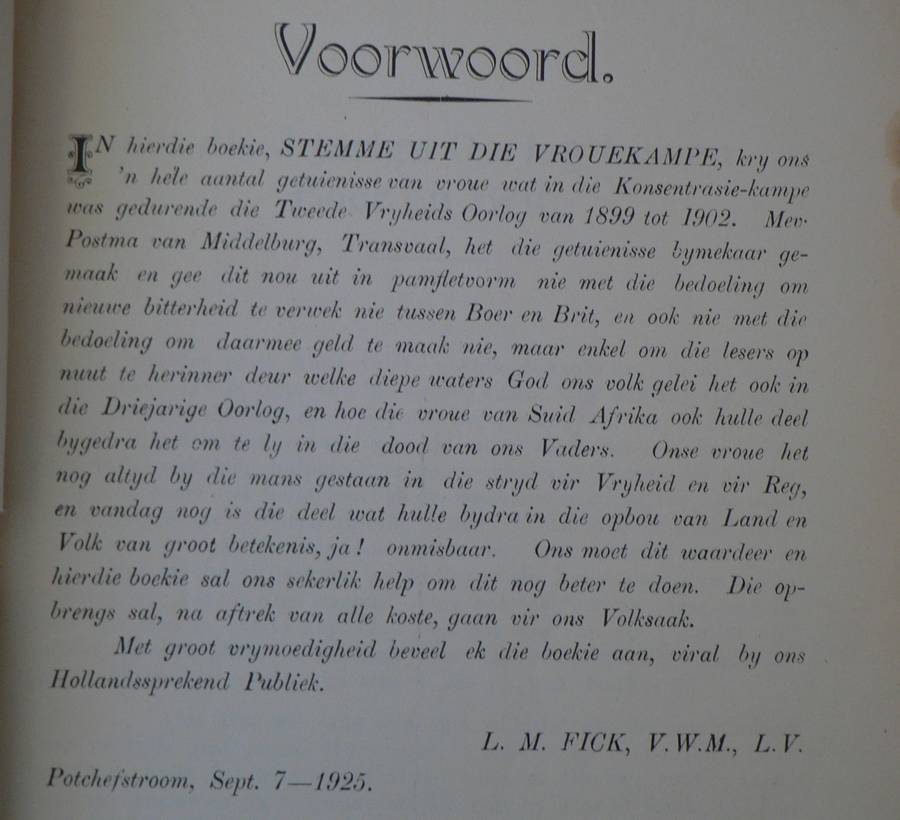 Voorwoord.
IN hierdie boekie, STEMME UIT DIE VROUEKAMPE, kry ons
'n hele aantal getuienisse van vroue wat in die Konsentrasie-kampe
was gedurende die Tweede Vryheids Oorlog van 1899 tot 1902. Mev.
Postma van Middelburg, Transvaal, het die getuienisse bymekaar ge-
maak en gee dit nou uit in pamfletvorm nie met die bedoeling om
nieuwe bitterheid te verwek nie tussen Boer en Brit, en ook nie met die
bedoeling om daarmee geld te maak nie, maar enkel om die lesers op
nuut te herinner deur welke diepe waters God ons volk gelei het ook in
die Driejarige Oorlog, en hoe die vroue van Suid Afrika ook hulle deel
bygedra het om te ly in die dood van ons Vaders. Onse vroue het
nog altyd by die mans gestaan in die stryd vir Vryheid en vir Reg,
en vandag nog is die deel wat hulle bydra in die opbou van Land en
Volk van groot betekenis, ja! onmisbaar. Ons moet dit waardeer en
hierdie boekie sal ons sekerlik help om dit nog beter te doen. Die op-
brengs sal, na aftrek van alle koste, gaan vir ons Volksaak.
Met groot vrymoedigheid beveel ek die boekie aan, viral by ons
Hollandssprekend Publiek.
L. M. FICK, V.W.M., L.V.
Potchefstroom, Sept. 7—1925.